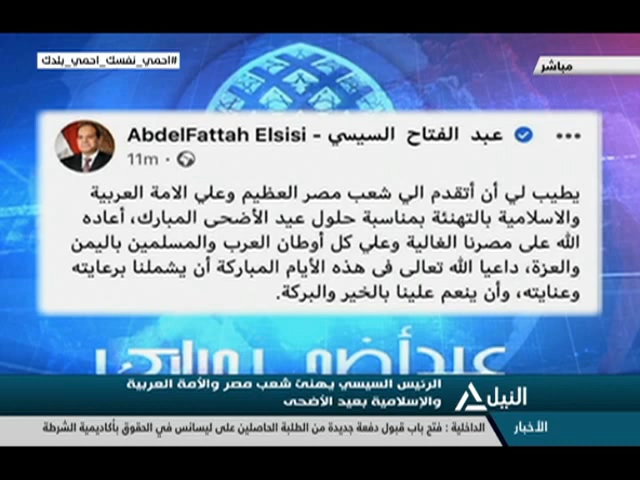 #احمي_نفسك_احمي_بلدك
مباشر
AbdelFattah Elsisi - عبد الفتاح السيسي
11m
يطيب لي أن أتقدم الي شعب مصر العظيم وعلي الامة العربية
والاسلامية بالتهنئة بمناسبة حلول عيد الأضحى المبارك، أعاده
الله على مصرنا الغالية وعلي كل أوطان العرب والمسلمين باليمن
والعزة، داعيا الله تعالى فى هذه الأيام المباركة أن يشملنا برعايته
وعنايته، وأن ينعم علينا بالخير والبركة.
عيد أضحى مبارك
الرئيس السيسي يهنئ شعب مصر والأمة العربية
والإسلامية بعيد الأضحى
النيل
الأخبار
الداخلية : فتح باب قبول دفعة جديدة من الطلبة الحاصلين على ليسانس في الحقوق بأكاديمية الشرطة